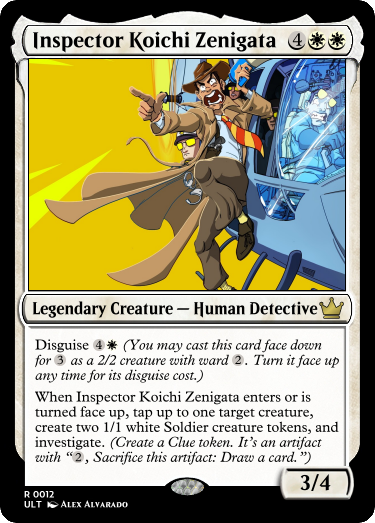 Inspector Koichi Zenigata 4
Legendary Creature — Human Detective
Disguise 4 (You may cast this card face down
for 3 as a 2/2 creature with ward 2. Turn it face up
any time for its disguise cost.)
When Inspector Koichi Zenigata enters or is
turned face up, tap up to one target creature,
create two 1/1 white Soldier creature tokens, and
investigate. (Create a Clue token. It's an artifact
with "2, Sacrifice this artifact: Draw a card.")
3/4
R 0012
ULT Alex Alvarado